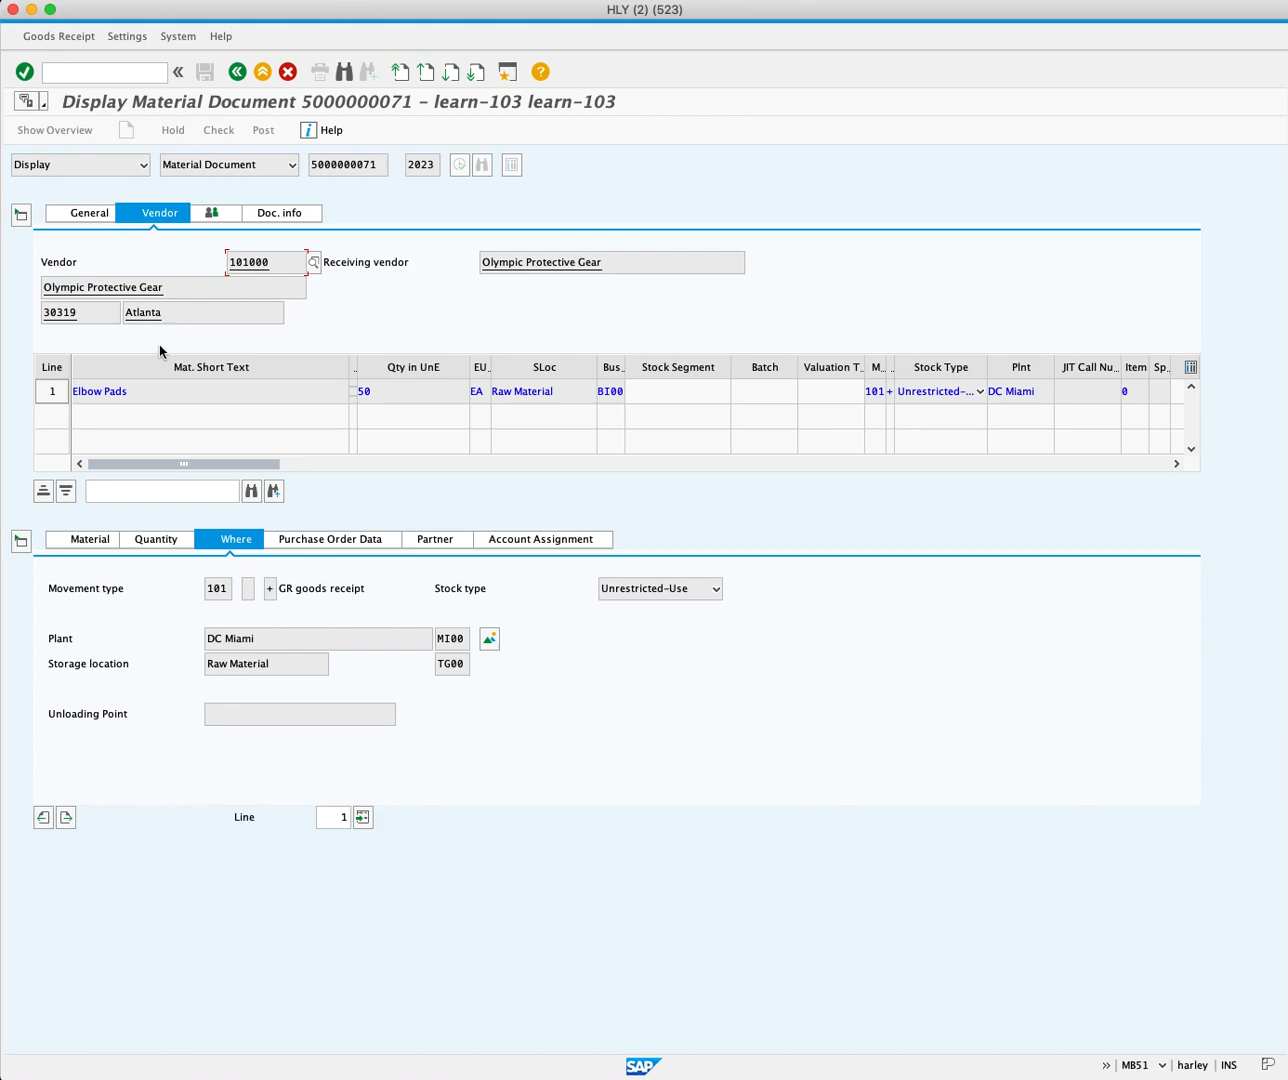 HLY (2) (523)
Goods Receipt Settings System Help
Display Material Document 5000000071 - learn-103 learn-103
Show Overview Hold Check Post Help
Display Material Document 5000000071 2023
General Vendor Doc. info
Vendor 101000 Receiving vendor Olympic Protective Gear
Olympic Protective Gear
30319 Atlanta
Line Mat. Short Text .. Qty in UnE EU.. SLoc Bus.. Stock Segment Batch Valuation T.. M.. .. Stock Type Plnt JIT Call Nu... Item Sp..
1 Elbow Pads 50 EA Raw Material BI00 101 + Unrestricted-... DC Miami 0
Material Quantity Where Purchase Order Data Partner Account Assignment
Movement type 101 + GR goods receipt Stock type Unrestricted-Use
Plant DC Miami MI00
Storage location Raw Material TG00
Unloading Point
Line 1
SAP MB51 harley INS